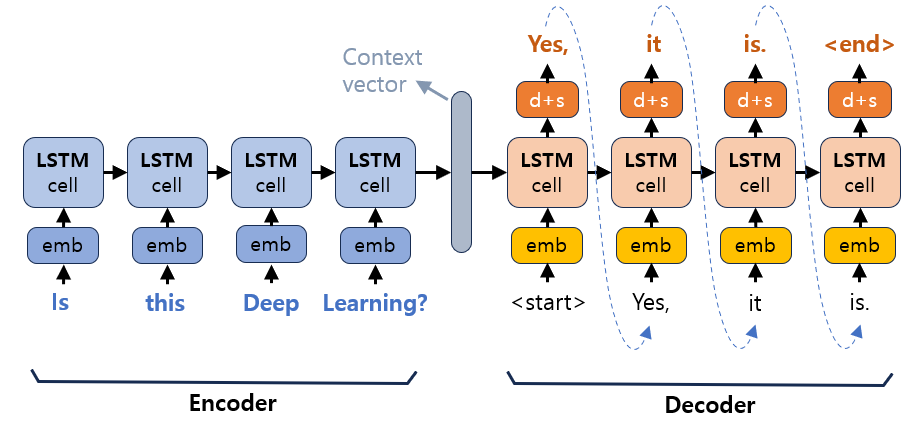 Yes, it is. <end>
Context
vector
d+s d+s d+s d+s
LSTM LSTM LSTM LSTM LSTM LSTM LSTM LSTM
cell cell cell cell cell cell cell cell
emb emb emb emb emb emb emb emb
Is this Deep Learning? <start> Yes, it is.
Encoder Decoder